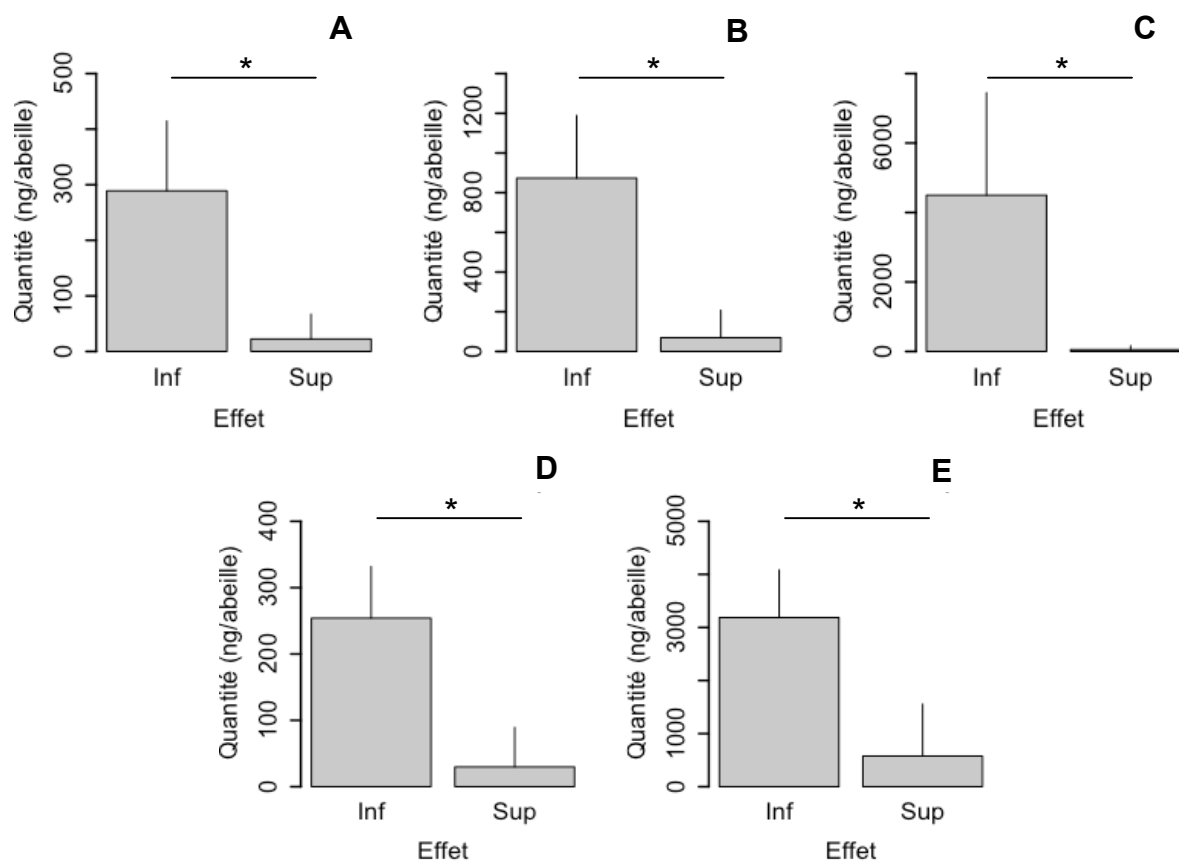 A
B
C
*
*
*
Quantité (ng/abeille)
0
100
300
500
Inf
Sup
Effet
Quantité (ng/abeille)
0
400
800
1200
Inf
Sup
Effet
Quantité (ng/abeille)
0
2000
6000
Inf
Sup
Effet
D
E
*
*
Quantité (ng/abeille)
0
100
200
300
400
Inf
Sup
Effet
Quantité (ng/abeille)
0
1000
3000
5000
Inf
Sup
Effet